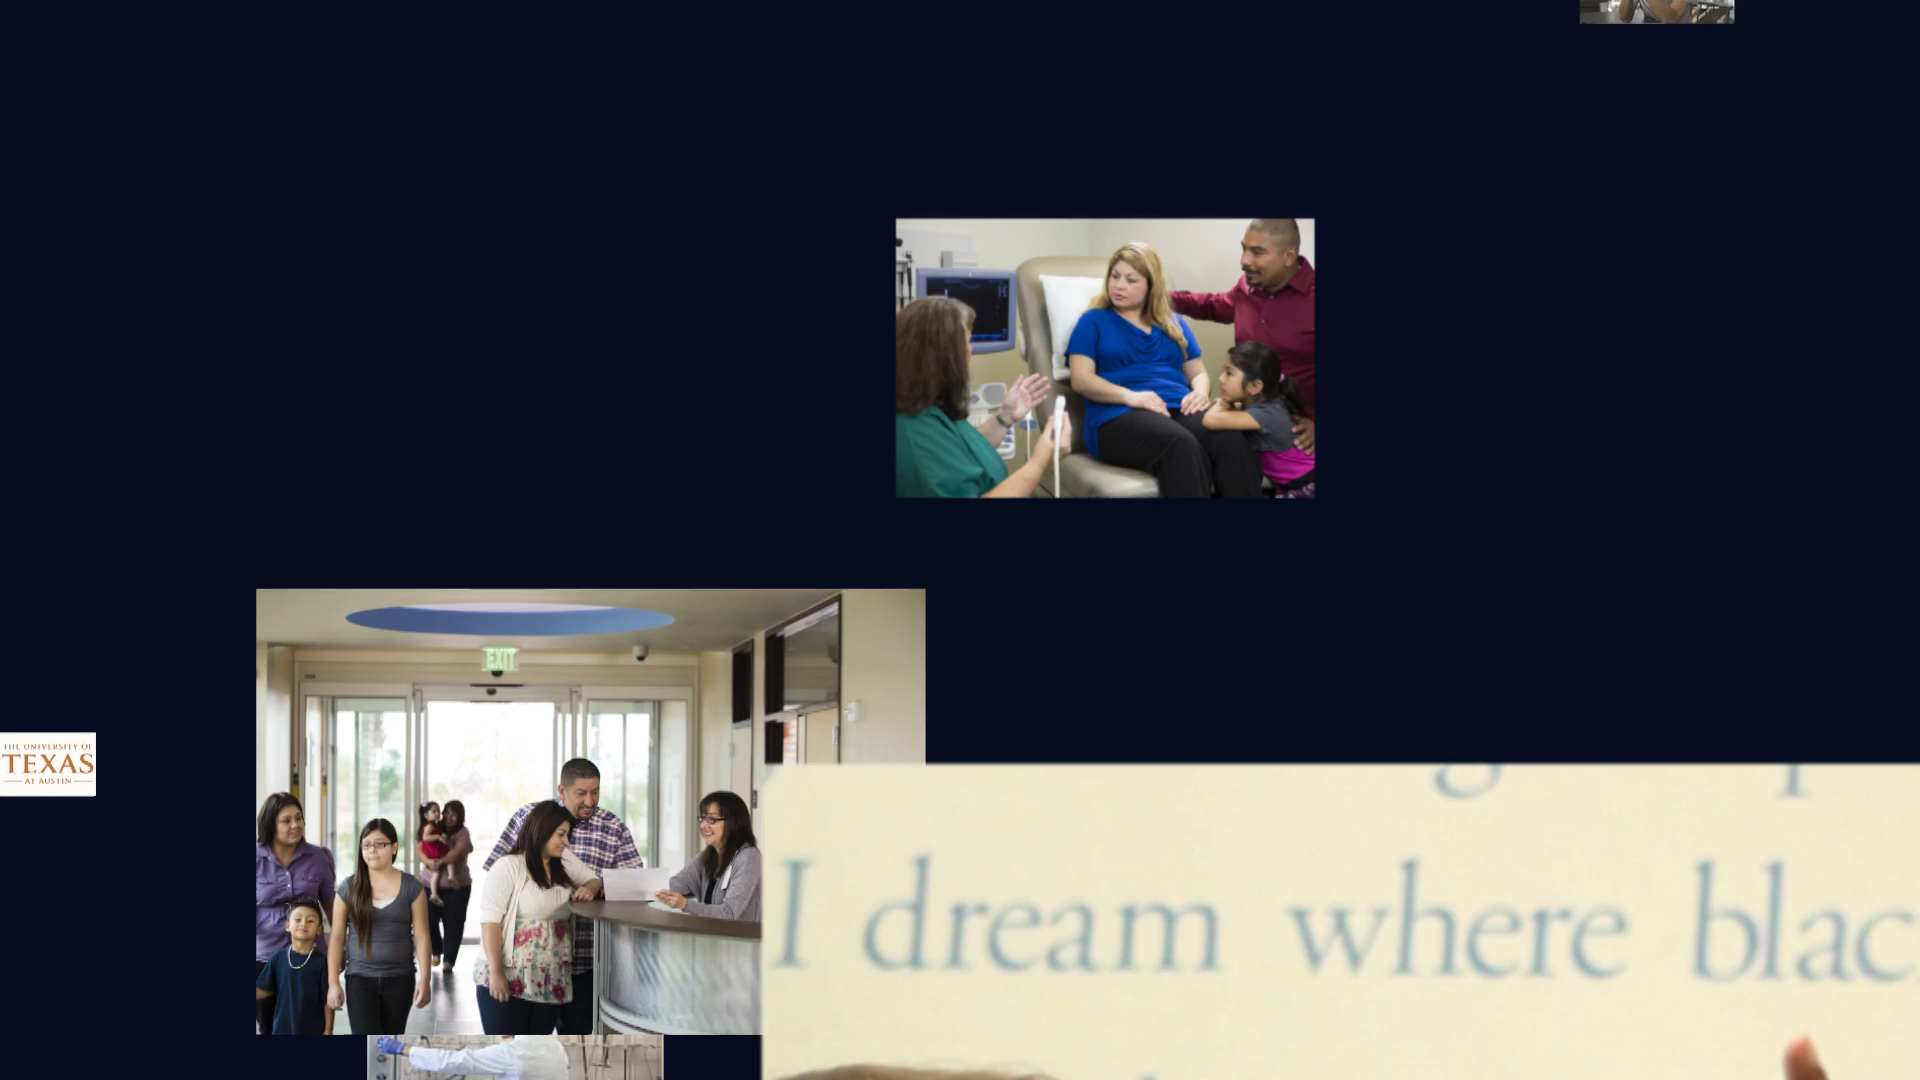 EXIT
THE UNIVERSITY OF
TEXAS
AT AUSTIN
I dream where blac